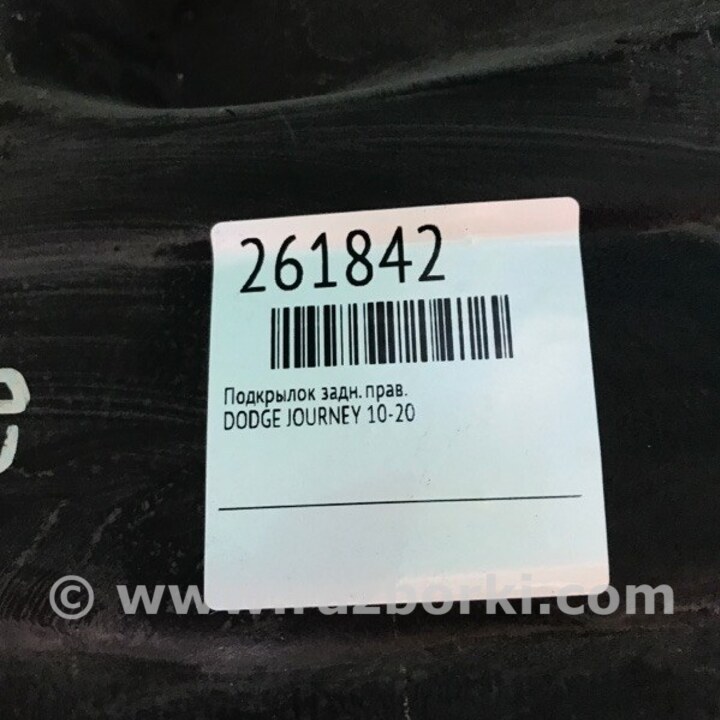 261842
Подкрылок задн. прав.
DODGE JOURNEY 10-20
e
© www.razborki.com